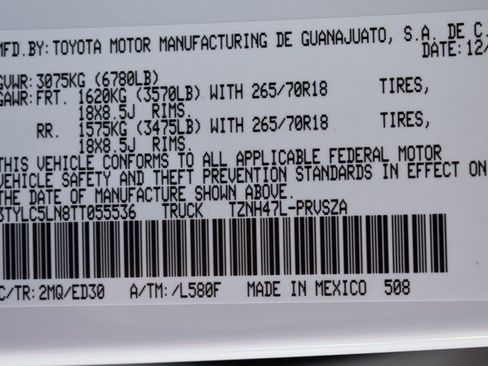 MFD.BY: TOYOTA MOTOR MANUFACTURING DE GUANAJUATO, S.A. DE C.
DATE: 12/
GVWR: 3075KG (6780LB)
GAWR: FRT. 1620KG (3570LB) WITH 265/70R18 TIRES,
18X8.5J RIMS.
RR. 1575KG (3475LB) WITH 265/70R18 TIRES,
18X8.5J RIMS.
THIS VEHICLE CONFORMS TO ALL APPLICABLE FEDERAL MOTOR
VEHICLE SAFETY AND THEFT PREVENTION STANDARDS IN EFFECT ON
THE DATE OF MANUFACTURE SHOWN ABOVE.
3TYLC5LN8TT055536 TRUCK TZNH47L-PRVSZA
C/TR: 2MQ/ED30 A/TM: /L580F MADE IN MEXICO 508